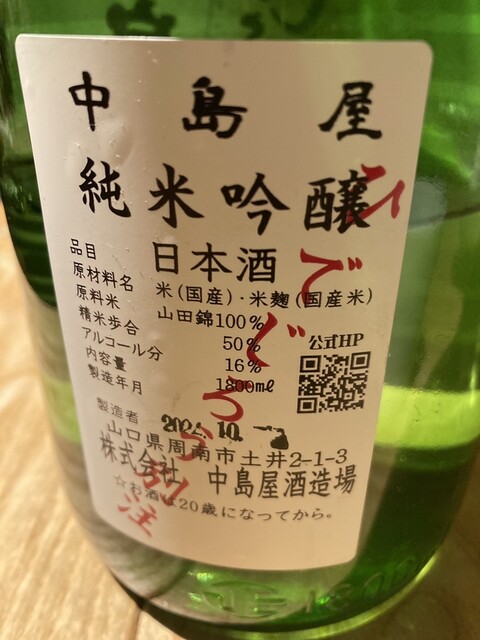 中島屋
純米吟醸
品目 日本酒
原材料名 米(国産)・米麹(国産米)
原料米 山田錦100%
精米歩合 50%
アルコール分 16%
内容量 1800㎖
製造年月 2024.10.
公式HP
製造者
山口県周南市土井2-1-3
株式会社 中島屋酒造場
☆お酒は20歳になってから。